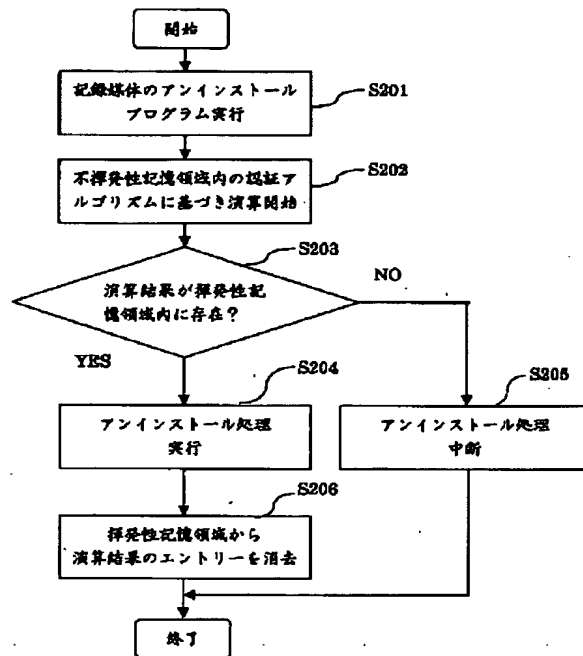 開始
記録媒体のアンインストール
プログラム実行
S201
不揮発性記憶領域内の認証ア
ルゴリズムに基づき演算開始
S202
S203
演算結果が揮発性記
憶領域内に存在?
NO
YES
S204
アンインストール処理
実行
S205
アンインストール処理
中断
S206
揮発性記憶領域から
演算結果のエントリーを消去
終了